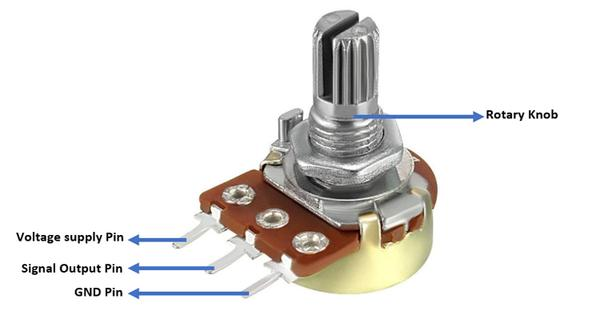 Rotary Knob
Voltage supply Pin
Signal Output Pin
GND Pin